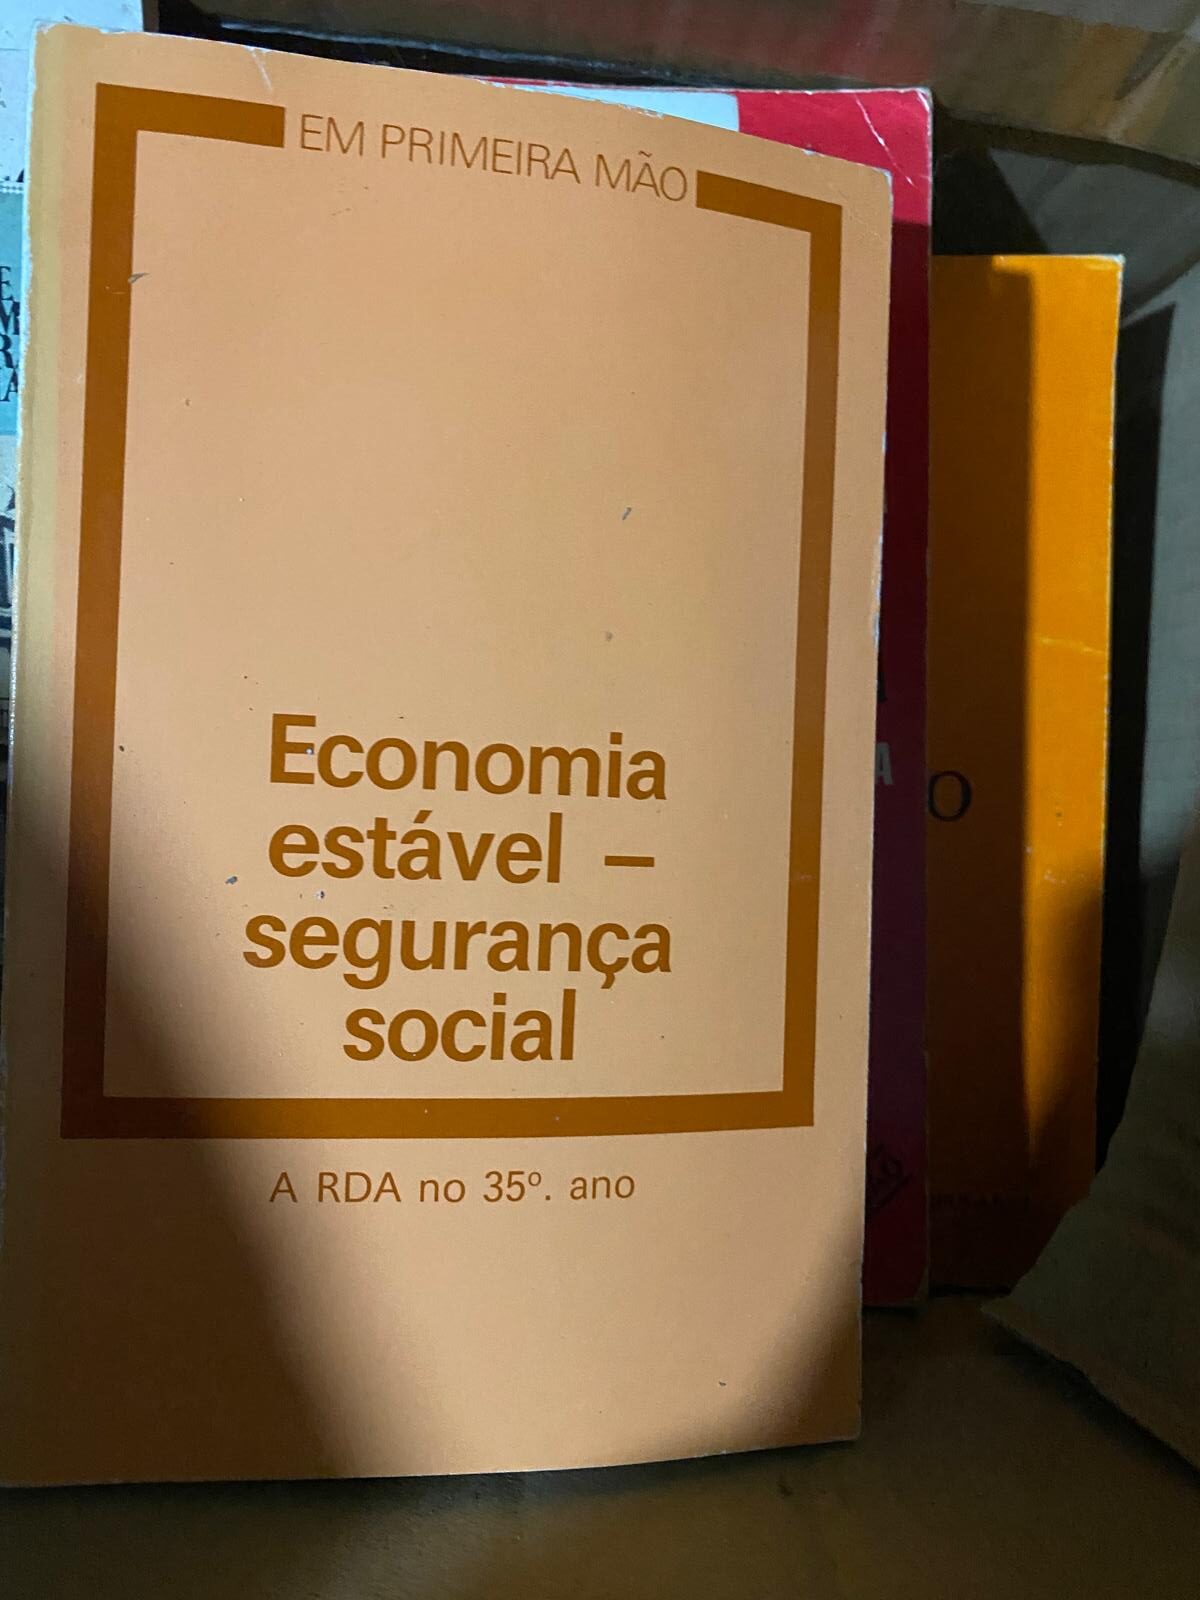 EM PRIMEIRA MÃO
Economia
estável –
segurança
social
A RDA no 35º. ano
A
O